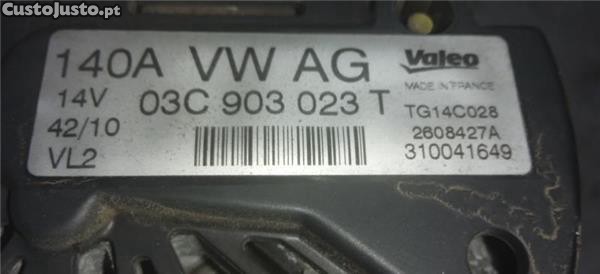 CustoJusto.pt
140A VW AG
Valeo
MADE IN FRANCE
14V 03C 903 023 T
TG14C028
42/10
2608427A
VL2
310041649